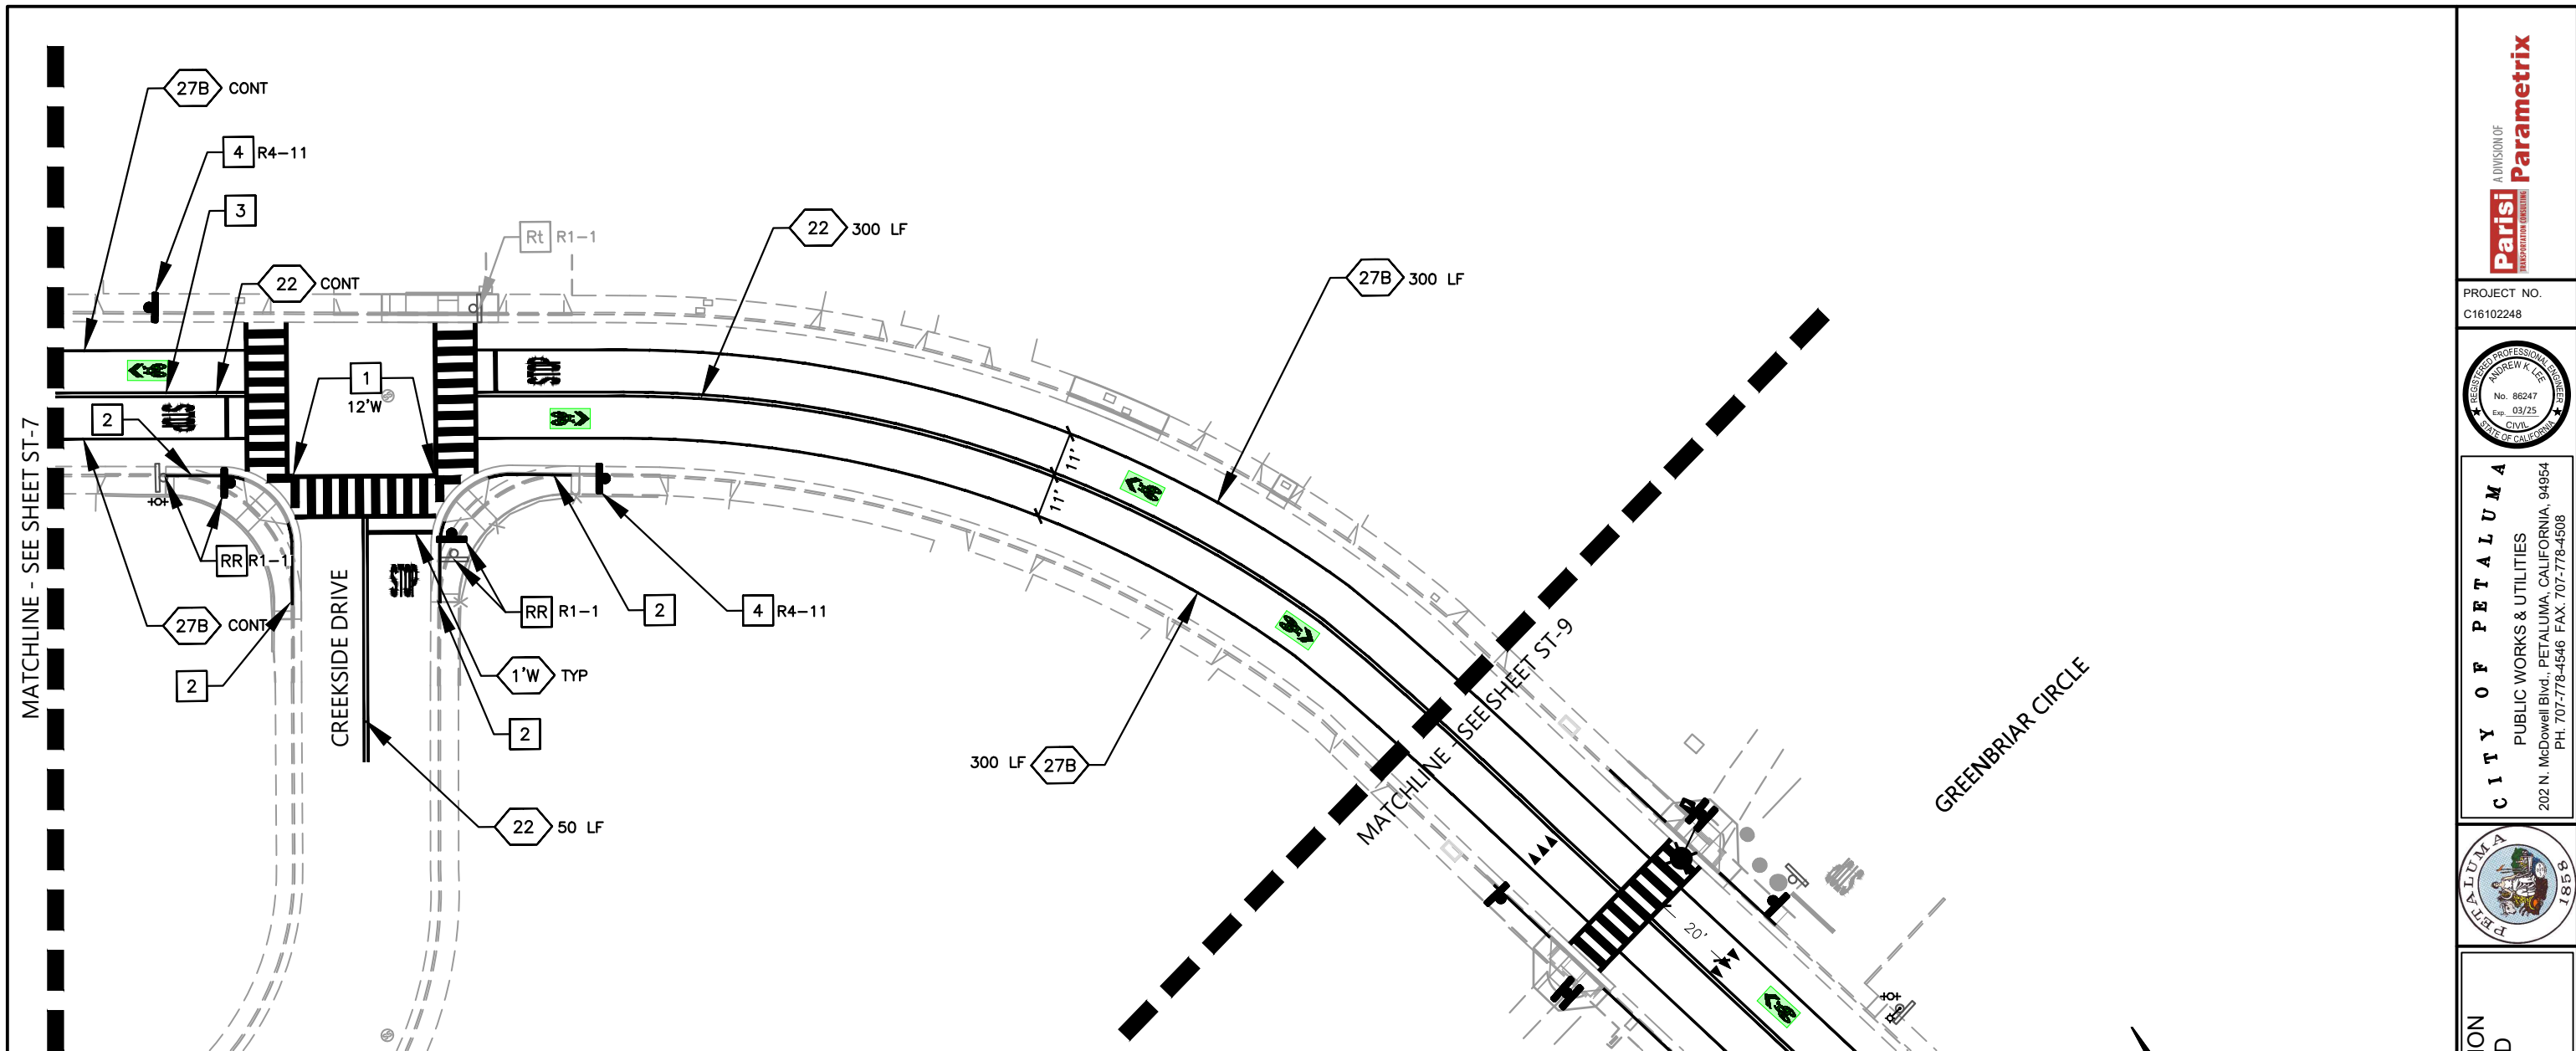 27B CONT
4 R4-11
3
22 CONT
Rt R1-1
22 300 LF
27B 300 LF
1
12'W
2
RR R1-1
27B CONT
2
MATCHLINE - SEE SHEET ST-7
CREEKSIDE DRIVE
STOP
STOP
STOP
RR R1-1
2
4 R4-11
1'W TYP
2
22 50 LF
11'
11'
300 LF 27B
MATCHLINE - SEE SHEET ST-9
GREENBRIAR CIRCLE
20'
Parisi
TRANSPORTATION CONSULTING
A DIVISION OF
Parametrix
PROJECT NO.
C16102248
REGISTERED PROFESSIONAL ENGINEER
ANDREW K. LEE
No. 86247
Exp. 03/25
CIVIL
STATE OF CALIFORNIA
CITY OF PETALUMA
PUBLIC WORKS & UTILITIES
202 N. McDowell Blvd., PETALUMA, CALIFORNIA, 94954
PH. 707-778-4546 FAX. 707-778-4508
PETALUMA
1858